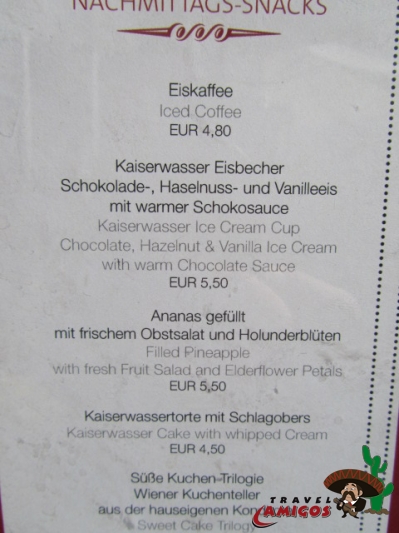 NACHMITTAGS-SNACKS
Eiskaffee
Iced Coffee
EUR 4,80
Kaiserwasser Eisbecher
Schokolade-, Haselnuss- und Vanilleeis
mit warmer Schokosauce
Kaiserwasser Ice Cream Cup
Chocolate, Hazelnut & Vanilla Ice Cream
with warm Chocolate Sauce
EUR 5,50
Ananas gefüllt
mit frischem Obstsalat und Holunderblüten
Filled Pineapple
with fresh Fruit Salad and Elderflower Petals
EUR 5,50
Kaiserwassertorte mit Schlagobers
Kaiserwasser Cake with whipped Cream
EUR 4,50
Süße Kuchen-Trilogie
Wiener Kuchenteller
aus der hauseigenen
Sweet Cake Trilogy
TRAVEL
CAMIGOS